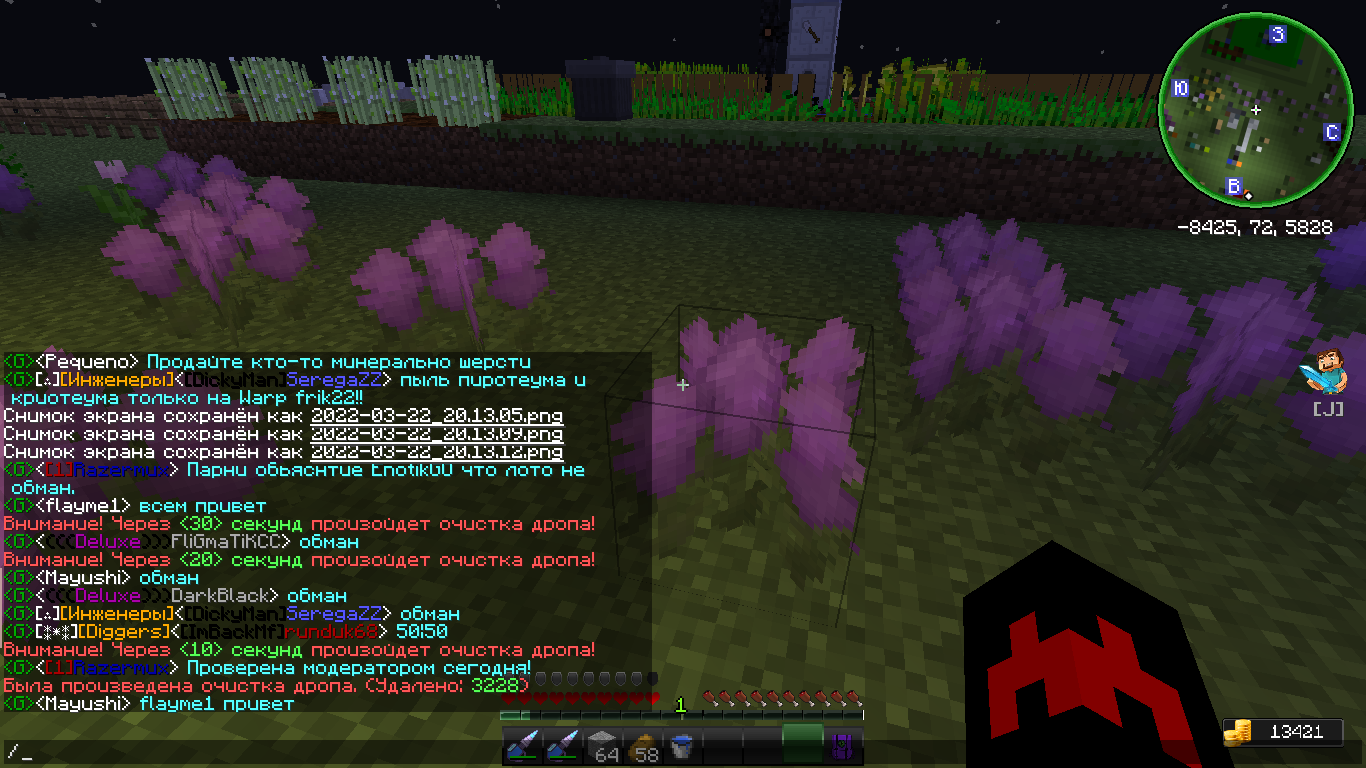 З
Ю
С
В
-8425, 72, 5828
[J]
<G><Pequeno> Продайте кто-то минерально шерсти
<G>[∴][Инженеры]<[DickyMan]SeregaZZ> пыль пиротеума и
криотеума только на Warp frik22!!
Снимок экрана сохранён как 2022-03-22_20.13.05.png
Снимок экрана сохранён как 2022-03-22_20.13.09.png
Снимок экрана сохранён как 2022-03-22_20.13.12.png
<G><[1]Razermux> Парни обьяснтие Enotik00 что лото не
обман.
<G><flayme1> всем привет
Внимание! Через <30> секунд произойдет очистка дропа!
<G><(((Deluxe)))FliGmaTiKCC> обман
Внимание! Через <20> секунд произойдет очистка дропа!
<G><Mayushi> обман
<G><(((Deluxe)))DarkBlack> обман
<G>[∴][Инженеры]<[DickyMan]SeregaZZ> обман
<G>[⁂][Diggers]<[ImBackMf]runduk68> 50¦50
Внимание! Через <10> секунд произойдет очистка дропа!
<G><[1]Razermux> Проверена модератором сегодня!
Была произведена очистка дропа. (Удалено: 3228)
<G><Mayushi> flayme1 привет
1
64
58
13421
/_